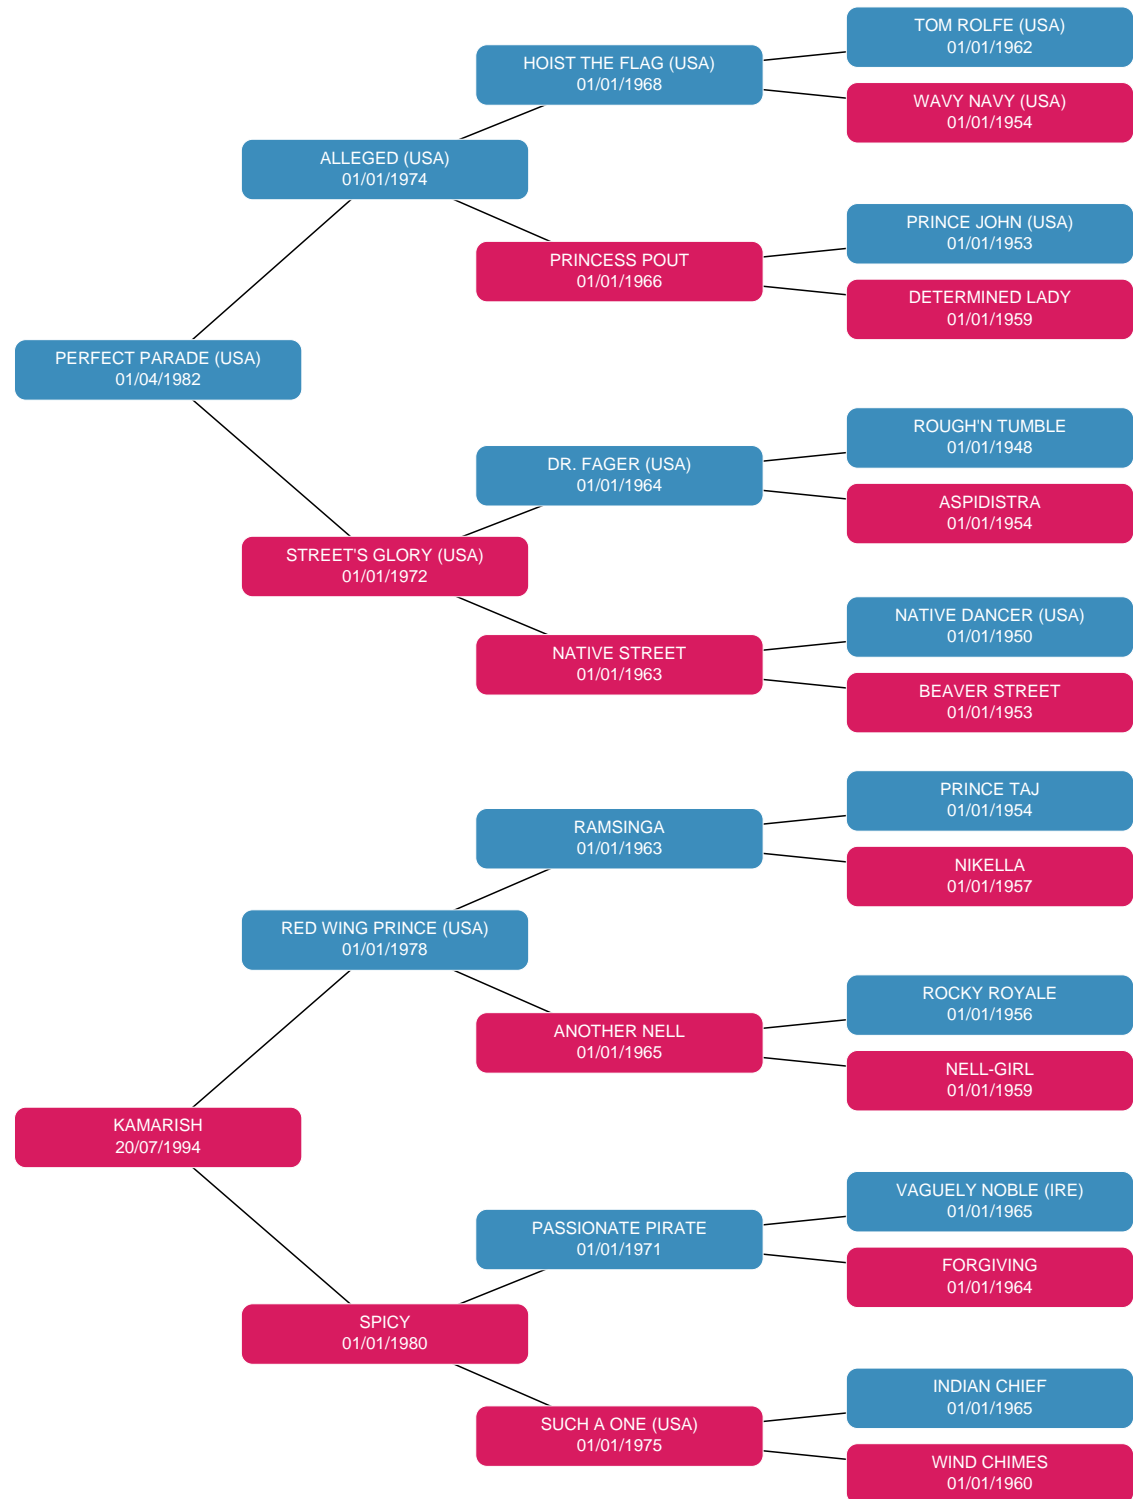 TOM ROLFE (USA)
01/01/1962
HOIST THE FLAG (USA)
01/01/1968
WAVY NAVY (USA)
01/01/1954
ALLEGED (USA)
01/01/1974
PRINCE JOHN (USA)
01/01/1953
PRINCESS POUT
01/01/1966
DETERMINED LADY
01/01/1959
PERFECT PARADE (USA)
01/04/1982
ROUGH'N TUMBLE
01/01/1948
DR. FAGER (USA)
01/01/1964
ASPIDISTRA
01/01/1954
STREET'S GLORY (USA)
01/01/1972
NATIVE DANCER (USA)
01/01/1950
NATIVE STREET
01/01/1963
BEAVER STREET
01/01/1953
PRINCE TAJ
01/01/1954
RAMSINGA
01/01/1963
NIKELLA
01/01/1957
RED WING PRINCE (USA)
01/01/1978
ROCKY ROYALE
01/01/1956
ANOTHER NELL
01/01/1965
NELL-GIRL
01/01/1959
KAMARISH
20/07/1994
VAGUELY NOBLE (IRE)
01/01/1965
PASSIONATE PIRATE
01/01/1971
FORGIVING
01/01/1964
SPICY
01/01/1980
INDIAN CHIEF
01/01/1965
SUCH A ONE (USA)
01/01/1975
WIND CHIMES
01/01/1960